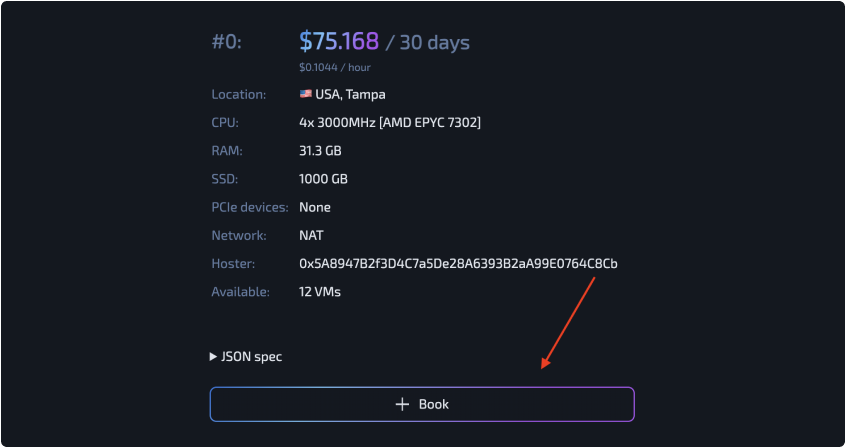 #0: $75.168 / 30 days
$0.1044 / hour
Location: USA, Tampa
CPU: 4x 3000MHz [AMD EPYC 7302]
RAM: 31.3 GB
SSD: 1000 GB
PCIe devices: None
Network: NAT
Hoster: 0x5A8947B2f3D4C7a5De28A6393B2aA99E0764C8Cb
Available: 12 VMs
JSON spec
Book